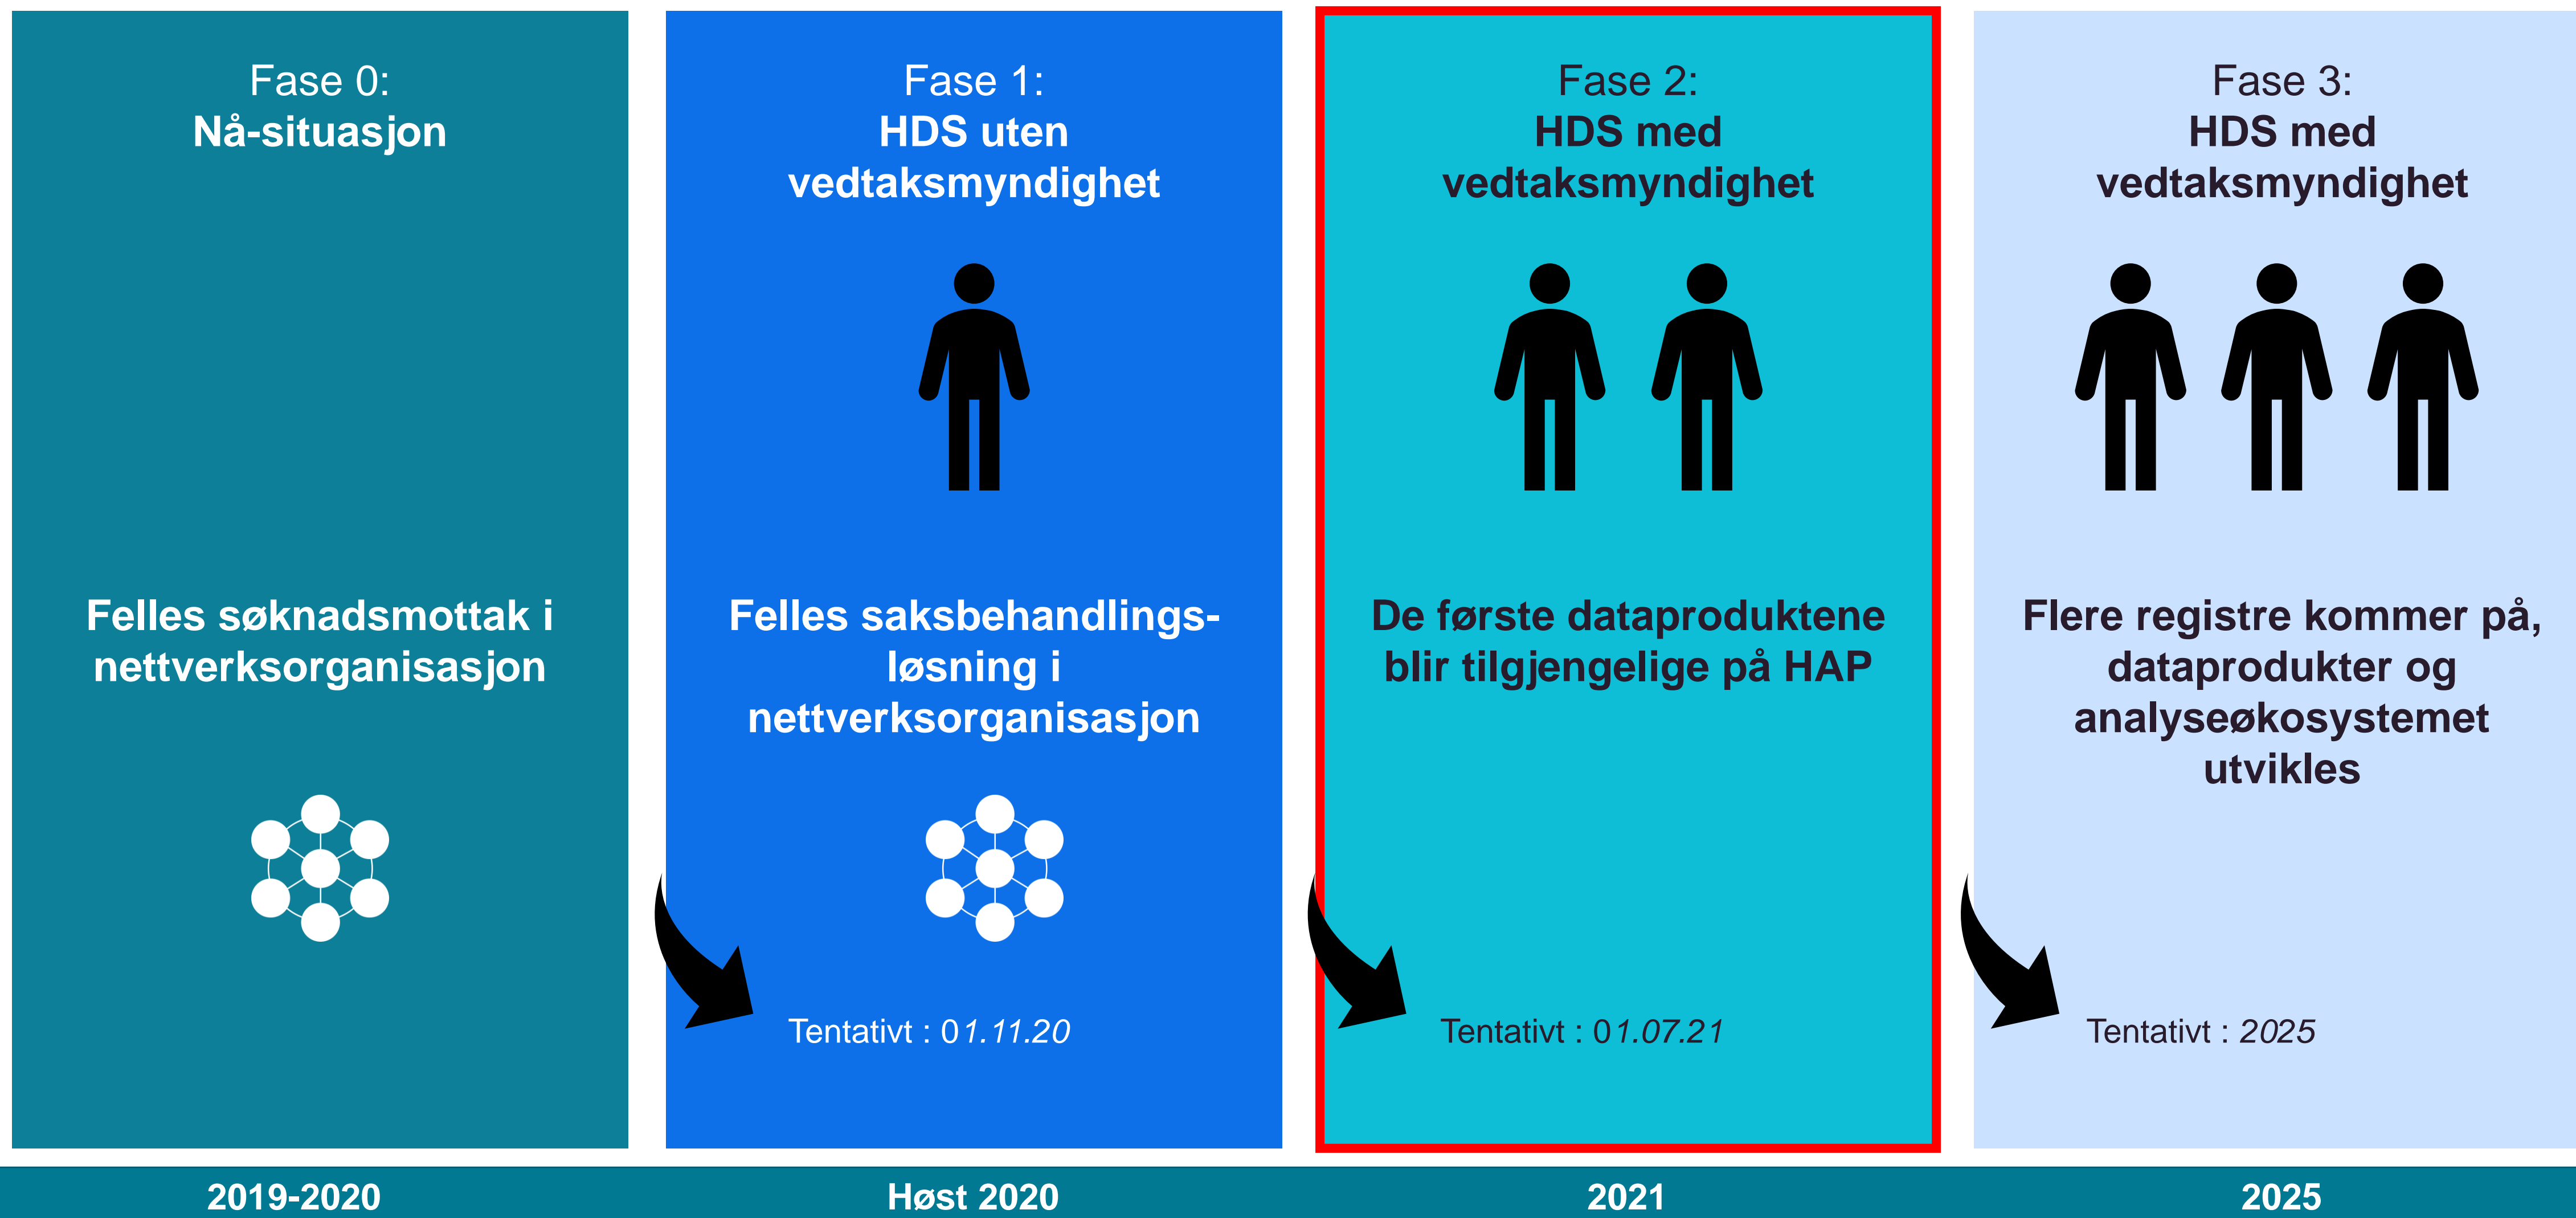 Fase 0:
Nå-situasjon
Felles søknadsmottak i
nettverksorganisasjon
Fase 1:
HDS uten
vedtaksmyndighet
Felles saksbehandlings-
løsning i
nettverksorganisasjon
Tentativt : 01.11.20
Fase 2:
HDS med
vedtaksmyndighet
De første dataproduktene
blir tilgjengelige på HAP
Tentativt : 01.07.21
Fase 3:
HDS med
vedtaksmyndighet
Flere registre kommer på,
dataprodukter og
analyseøkosystemet
utvikles
Tentativt : 2025
2019-2020
Høst 2020
2021
2025